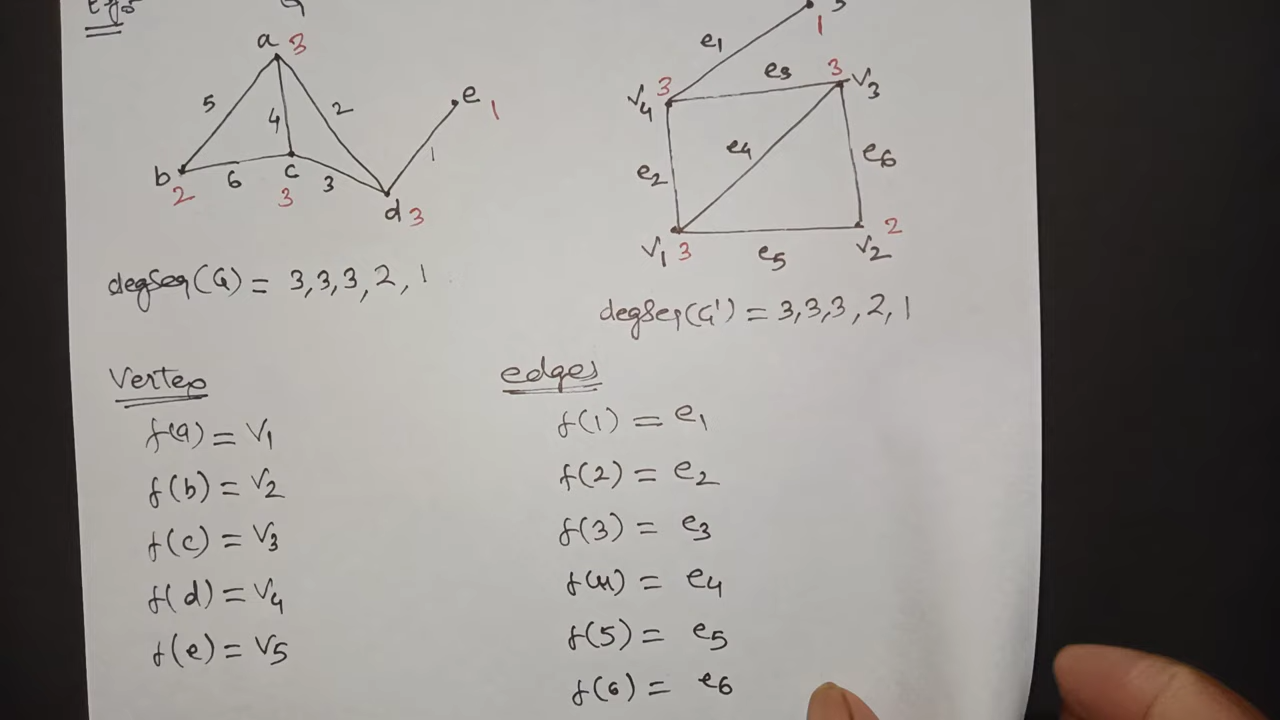 G
a 3
5
4
2
e 1
1
b 2
6
c 3
3
d 3
5
1
e1
e3
V4 3
3 V3
e4
e2
e6
V1 3
e5
V2 2
degSeq(G) = 3,3,3,2,1
degSeq(G') = 3,3,3,2,1
Vertex
f(a) = V1
f(b) = V2
f(c) = V3
f(d) = V4
f(e) = V5
edges
f(1) = e1
f(2) = e2
f(3) = e3
f(4) = e4
f(5) = e5
f(6) = e6